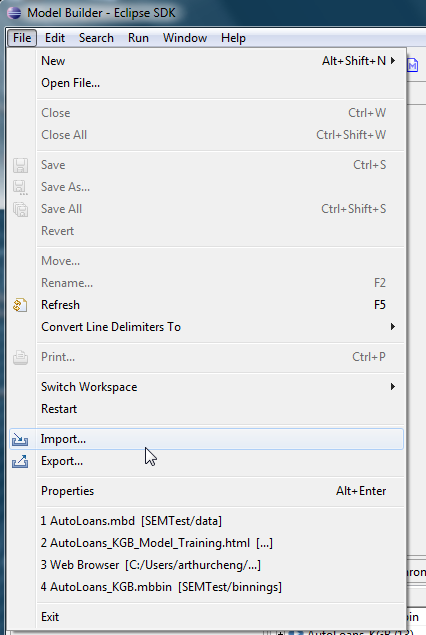 Model Builder - Eclipse SDK
File Edit Search Run Window Help
New Alt+Shift+N
Open File...
Close Ctrl+W
Close All Ctrl+Shift+W
Save Ctrl+S
Save As...
Save All Ctrl+Shift+S
Revert
Move...
Rename... F2
Refresh F5
Convert Line Delimiters To
Print... Ctrl+P
Switch Workspace
Restart
Import...
Export...
Properties Alt+Enter
1 AutoLoans.mbd [SEMTest/data]
2 AutoLoans_KGB_Model_Training.html [...]
3 Web Browser [C:/Users/arthurcheng/...]
4 AutoLoans_KGB.mbbin [SEMTest/binnings]
Exit